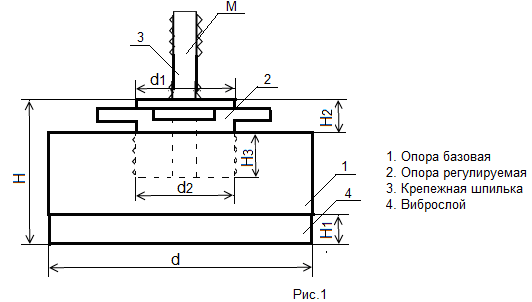 M
3
d1
2
H2
H
H3
d2
1
4
H1
d
1. Опора базовая
2. Опора регулируемая
3. Крепежная шпилька
4. Виброслой
Рис.1